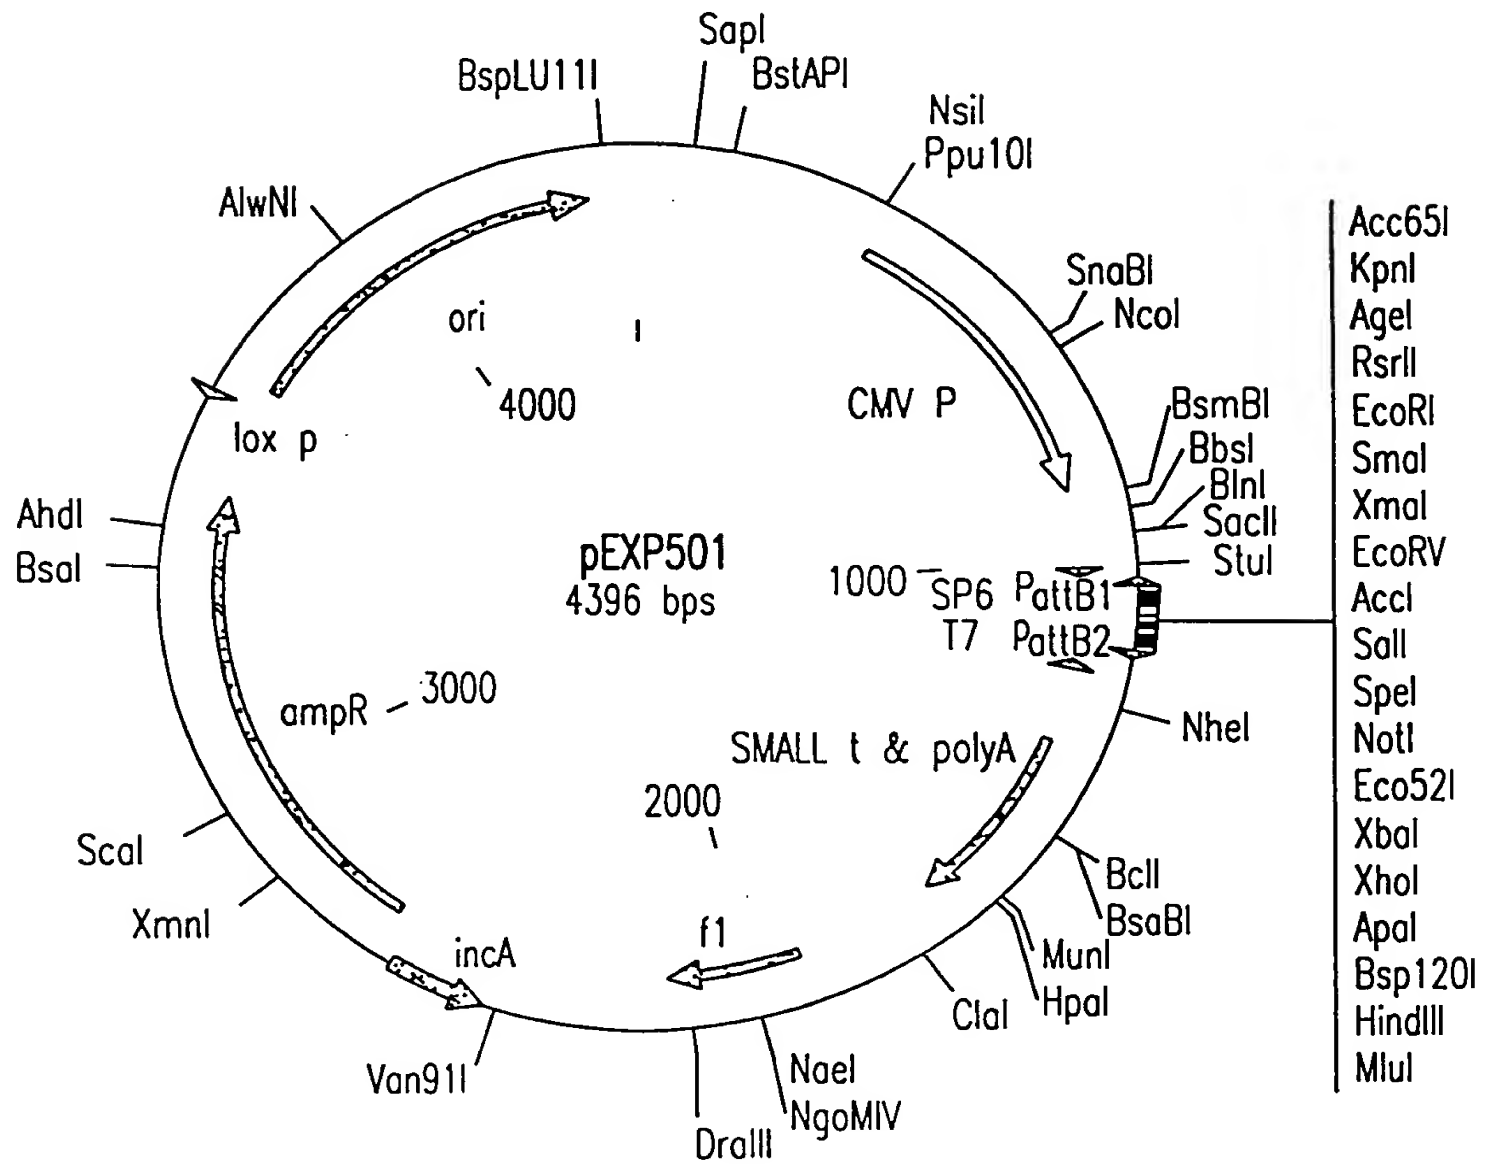 SapI
BspLU11I
BstAPI
NsiI
Ppu10I
AlwNI
SnaBI
NcoI
ori
4000
CMV P
lox p
BsmBI
BbsI
BlnI
SacII
StuI
AhdI
BsaI
pEXP501
4396 bps
1000
SP6 PattB1
T7 PattB2
ampR
3000
NheI
SMALL t & polyA
2000
ScaI
XmnI
BclI
BsaBI
MunI
HpaI
ClaI
incA
f1
Van91I
NaeI
NgoMIV
DraIII
Acc65I
KpnI
AgeI
RsrII
EcoRI
SmaI
XmaI
EcoRV
AccI
SalI
SpeI
NotI
Eco52I
XbaI
XhoI
ApaI
Bsp120I
HindIII
MluI